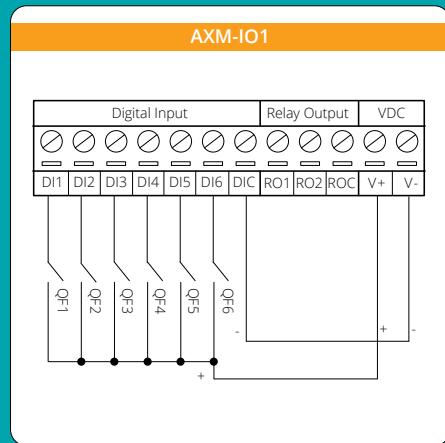 AXM-IO1
Digital Input Relay Output VDC
DI1 DI2 DI3 DI4 DI5 DI6 DIC RO1 RO2 ROC V+ V-
QF1 QF2 QF3 QF4 QF5 QF6
- + -
+